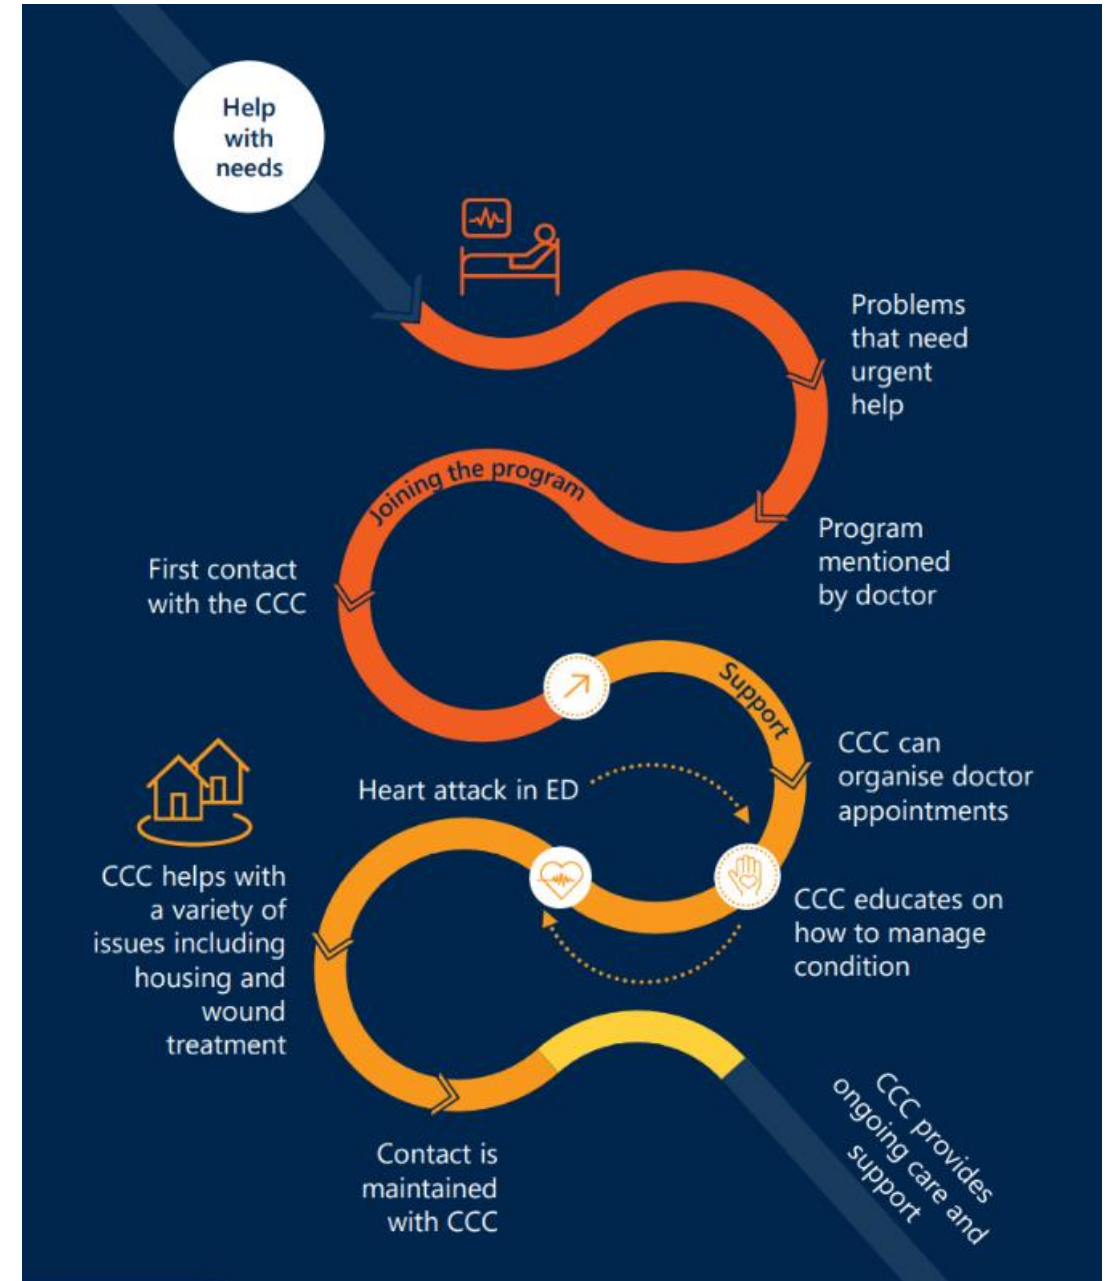 Help
with
needs
Problems
that need
urgent
help
Program
mentioned
by doctor
Joining the program
First contact
with the CCC
Support
CCC can
organise doctor
appointments
Heart attack in ED
CCC educates on
how to manage
condition
CCC helps with
a variety of
issues including
housing and
wound
treatment
Contact is
maintained
with CCC
CCC provides
ongoing care and
support